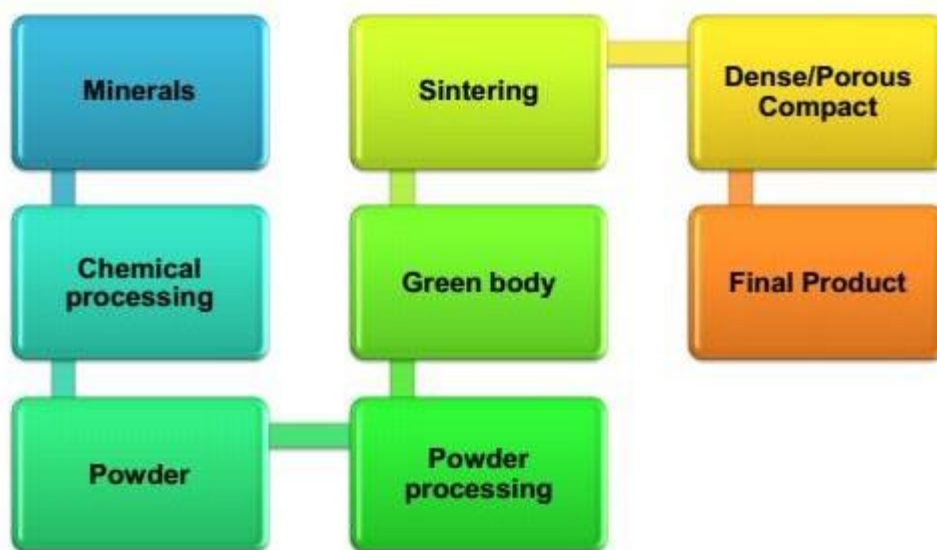 Minerals
Chemical
processing
Powder
Powder
processing
Green body
Sintering
Dense/Porous
Compact
Final Product